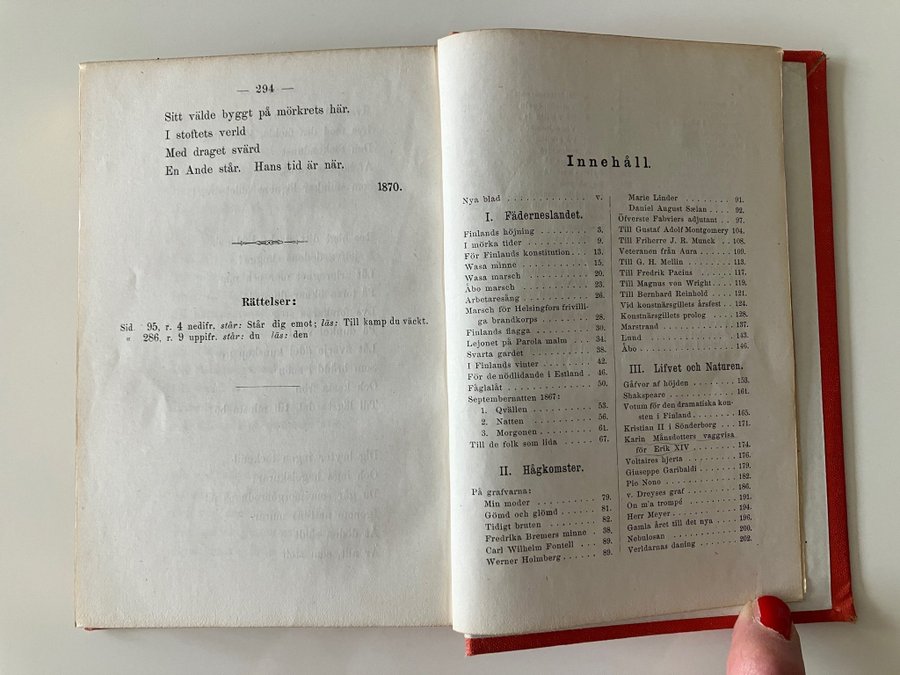 — 294 —
Sitt välde byggt på mörkrets här.
I stoftets verld
Med draget svärd
En Ande står. Hans tid är när.
1870.
Rättelser:
Sid 95, r. 4 nedifr. står: Står dig emot; läs: Till kamp du väckt.
" 286, r. 9 uppifr. står: du läs: den
Innehåll.
Nya blad . . . . . . . . . . . . v.
I. Fäderneslandet.
Finlands höjning . . . . . . . . 3.
I mörka tider . . . . . . . . . 9.
För Finlands konstitution . . . 13.
Wasa minne . . . . . . . . . . 15.
Wasa marsch . . . . . . . . . 20.
Åbo marsch . . . . . . . . . . 23.
Arbetaresång . . . . . . . . . 26.
Marsch för Helsingfors frivilli-
ga brandkorps . . . . . . . 28.
Finlands flagga . . . . . . . . 30.
Lejonet på Parola malm . . . . 34.
Svarta gardet . . . . . . . . . 38.
I Finlands vinter . . . . . . . 42.
För de nödlidande i Estland . 46.
Fåglalåt . . . . . . . . . . . 50.
Septembernatten 1867:
1. Qvällen . . . . . . . . 53.
2. Natten . . . . . . . . . 56.
3. Morgonen . . . . . . . . 61.
Till de folk som lida . . . . . 67.
II. Hågkomster.
På grafvarna:
Min moder . . . . . . . . . 79.
Gömd och glömd . . . . . . 81.
Tidigt bruten . . . . . . . . 82.
Fredrika Bremers minne . . 38.
Carl Wilhelm Fontell . . . . 89.
Werner Holmberg . . . . . . 89.
Marie Linder . . . . . . . . 91.
Daniel August Sælan . . . . 92.
Öfverste Fabviers adjutant . . 97.
Till Gustaf Adolf Montgomery 104.
Till Friherre J. R. Munck . . 108.
Veteranen från Aura . . . . . 109.
Till G. H. Mellin . . . . . . . 113.
Till Fredrik Pacius . . . . . . 117.
Till Magnus von Wright . . . 119.
Till Bernhard Reinhold . . . . 121.
Vid konstnärsgillets årsfest . . 124.
Konstnärsgillets prolog . . . . 128.
Marstrand . . . . . . . . . . 137.
Lund . . . . . . . . . . . . 143.
Åbo . . . . . . . . . . . . . 146.
III. Lifvet och Naturen.
Gåfvor af höjden . . . . . . . 153.
Shakspeare . . . . . . . . . . 161.
Votum för den dramatiska kon-
sten i Finland . . . . . . . 165.
Kristian II i Sönderborg . . . 171.
Karin Månsdotters vaggvisa
för Erik XIV . . . . . . . . 174.
Voltaires hjerta . . . . . . . . 176.
Giuseppe Garibaldi . . . . . . 179.
Pio Nono . . . . . . . . . . . 182.
v. Dreyses graf . . . . . . . . 186.
On m'a trompé . . . . . . . . 191.
Herr Meyer . . . . . . . . . . 194.
Gamla året till det nya . . . . 196.
Nebulosan . . . . . . . . . . 200.
Verldarnas daning . . . . . . 202.